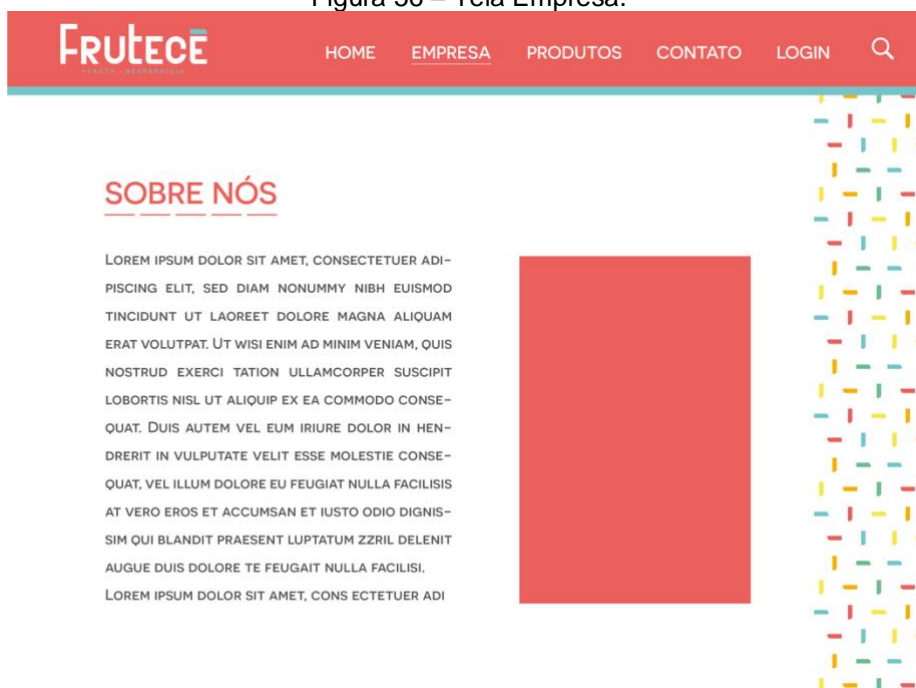 Figura 56 – Tela Empresa.
FRUTECÊ
+FRUTA -DESPERDÍCIO
HOME EMPRESA PRODUTOS CONTATO LOGIN
SOBRE NÓS
LOREM IPSUM DOLOR SIT AMET, CONSECTETUER ADI-
PISCING ELIT, SED DIAM NONUMMY NIBH EUISMOD
TINCIDUNT UT LAOREET DOLORE MAGNA ALIQUAM
ERAT VOLUTPAT. UT WISI ENIM AD MINIM VENIAM, QUIS
NOSTRUD EXERCI TATION ULLAMCORPER SUSCIPIT
LOBORTIS NISL UT ALIQUIP EX EA COMMODO CONSE-
QUAT. DUIS AUTEM VEL EUM IRIURE DOLOR IN HEN-
DRERIT IN VULPUTATE VELIT ESSE MOLESTIE CONSE-
QUAT, VEL ILLUM DOLORE EU FEUGIAT NULLA FACILISIS
AT VERO EROS ET ACCUMSAN ET IUSTO ODIO DIGNIS-
SIM QUI BLANDIT PRAESENT LUPTATUM ZZRIL DELENIT
AUGUE DUIS DOLORE TE FEUGAIT NULLA FACILISI.
LOREM IPSUM DOLOR SIT AMET, CONS ECTETUER ADI